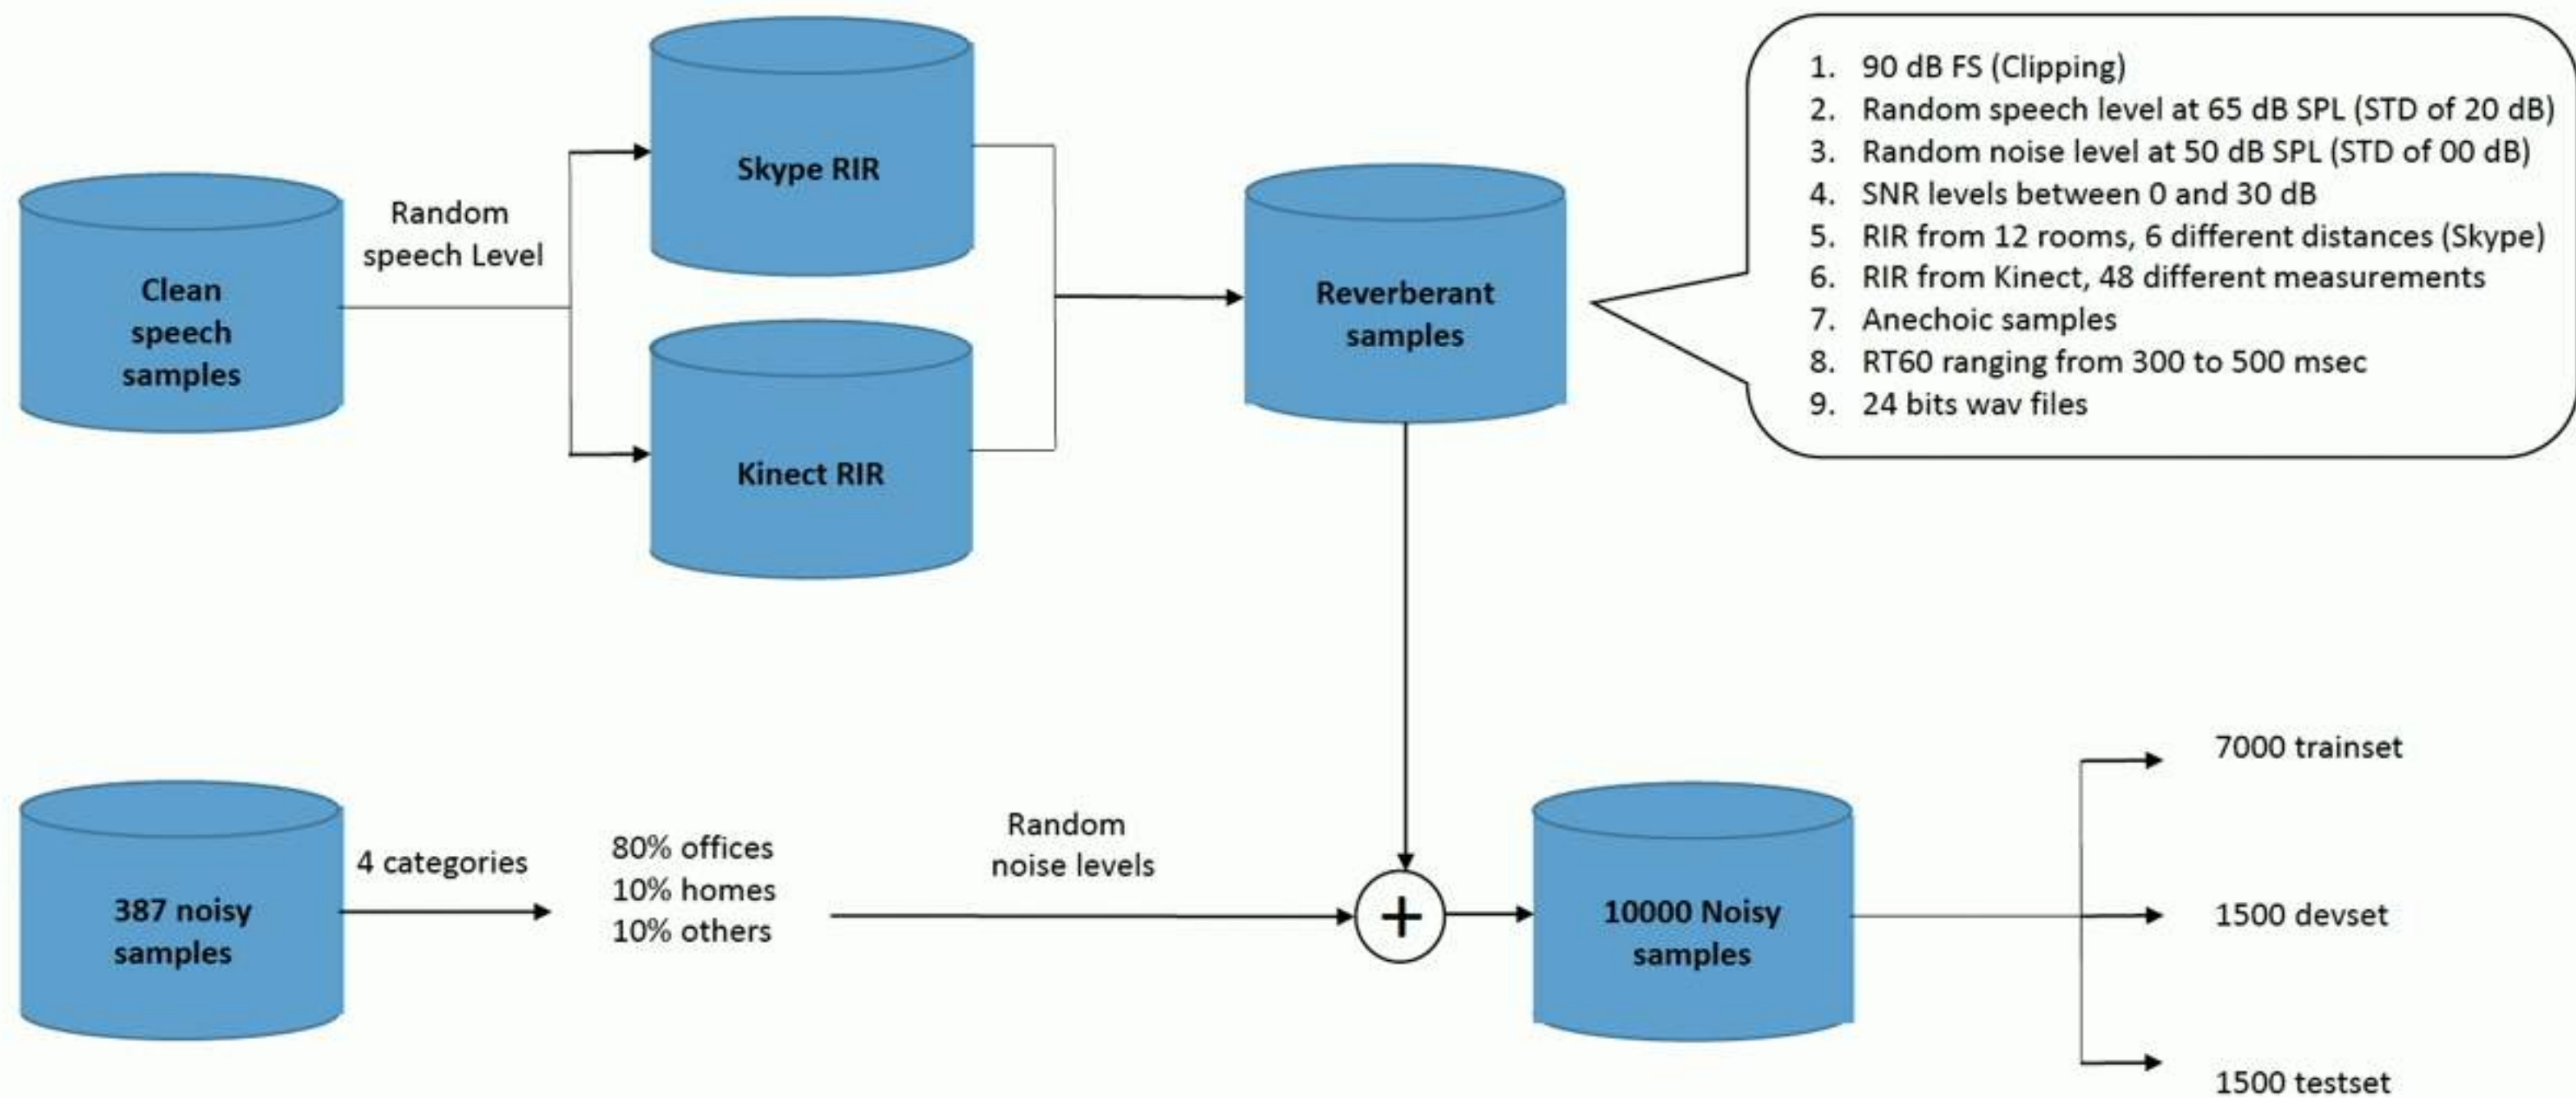 Clean
speech
samples
Random
speech Level
Skype RIR
Kinect RIR
Reverberant
samples
1. 90 dB FS (Clipping)
2. Random speech level at 65 dB SPL (STD of 20 dB)
3. Random noise level at 50 dB SPL (STD of 00 dB)
4. SNR levels between 0 and 30 dB
5. RIR from 12 rooms, 6 different distances (Skype)
6. RIR from Kinect, 48 different measurements
7. Anechoic samples
8. RT60 ranging from 300 to 500 msec
9. 24 bits wav files
387 noisy
samples
4 categories
80% offices
10% homes
10% others
Random
noise levels
+
10000 Noisy
samples
7000 trainset
1500 devset
1500 testset